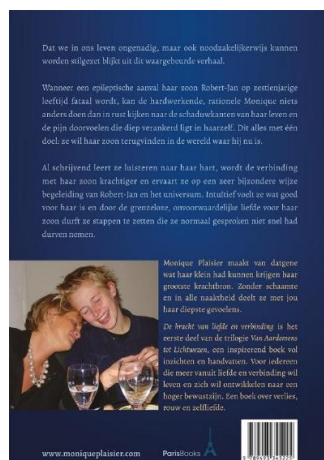 Dat we in ons leven ongenadig, maar ook noodzakelijkerwijs kunnen
worden stilgezet blijkt uit dit waargebeurde verhaal.
Wanneer een epileptische aanval haar zoon Robert-Jan op zestienjarige
leeftijd fataal wordt, kan de hardwerkende, rationele Monique niets
anders doen dan in rust kijken naar de schaduwkanten van haar leven en
de pijn doorvoelen die diep verankerd ligt in haarzelf. Dit alles met één
doel: ze wil haar zoon terugvinden in de wereld waar hij nu is.
Al schrijvend leert ze luisteren naar haar hart, wordt de verbinding
met haar zoon krachtiger en ervaart ze op een zeer bijzondere wijze
begeleiding van Robert-Jan en het universum. Intuïtief voelt ze wat goed
voor haar is en door de grenzeloze, onvoorwaardelijke liefde voor haar
zoon durft ze stappen te zetten die ze normaal gesproken niet snel had
durven nemen.
Monique Plaisier maakt van datgene
wat haar klein had kunnen krijgen haar
grootste krachtbron. Zonder schaamte
en in alle naaktheid deelt ze met jou
haar diepste gevoelens.
De kracht van liefde en verbinding is het
eerste deel van de trilogie Van Aardemens
tot Lichtwezen, een inspirerend boek vol
inzichten en handvatten. Voor iedereen
die meer vanuit liefde en verbinding wil
leven en zich wil ontwikkelen naar een
hoger bewustzijn. Een boek over verlies,
rouw en zelfliefde.
www.moniqueplaisier.com
ParisBooks